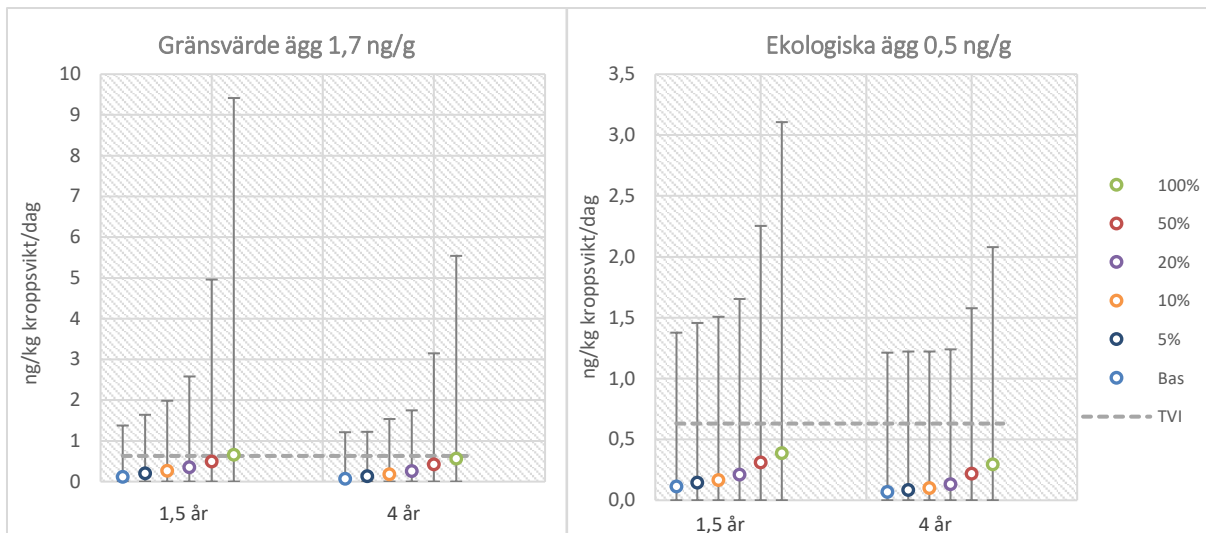 Gränsvärde ägg 1,7 ng/g
ng/kg kroppsvikt/dag
10
9
8
7
6
5
4
3
2
1
0
1,5 år
4 år
Ekologiska ägg 0,5 ng/g
ng/kg kroppsvikt/dag
3,5
3,0
2,5
2,0
1,5
1,0
0,5
0,0
1,5 år
4 år
100%
50%
20%
10%
5%
Bas
TVI